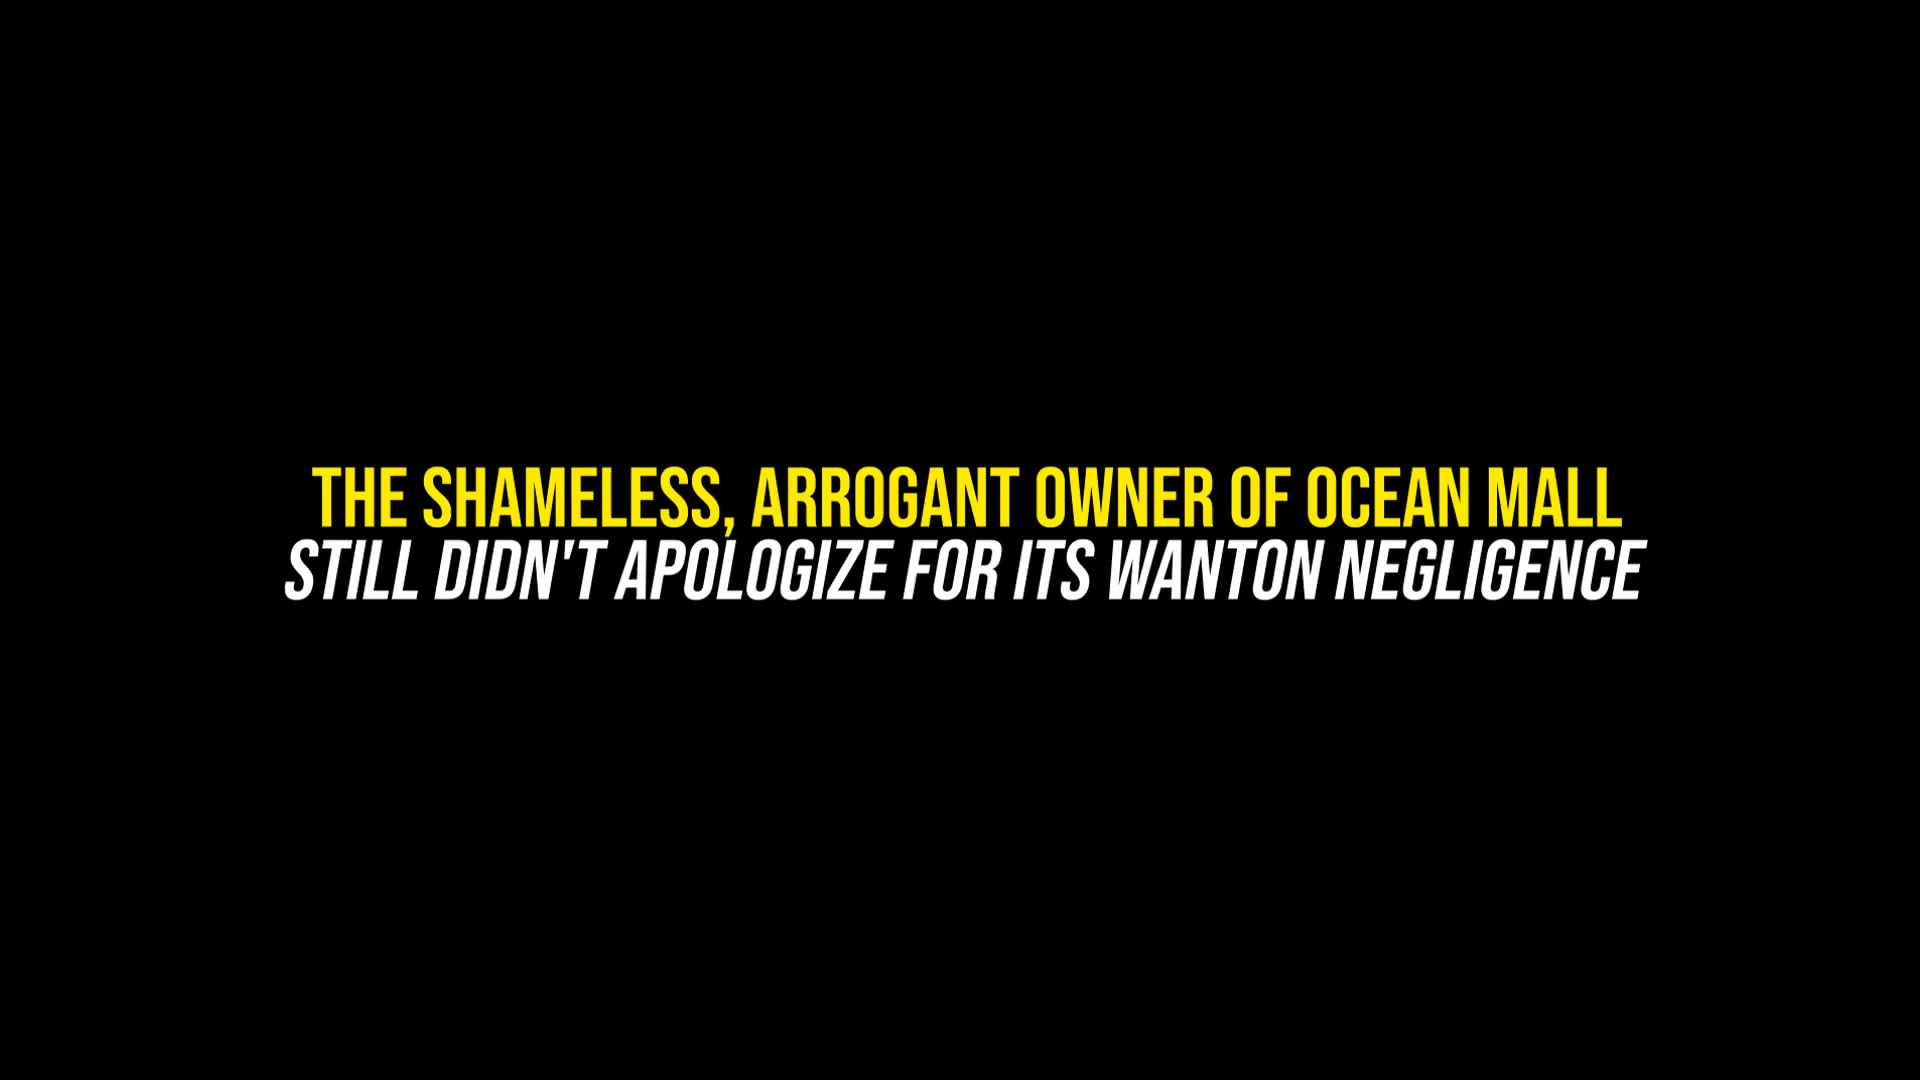 THE SHAMELESS, ARROGANT OWNER OF OCEAN MALL
STILL DIDN'T APOLOGIZE FOR ITS WANTON NEGLIGENCE